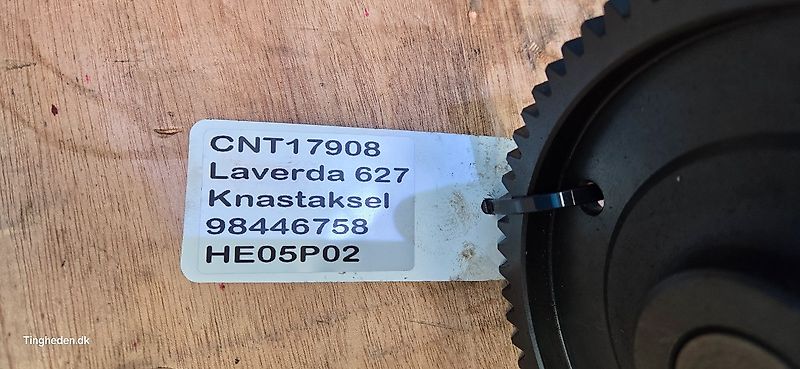 CNT17908
Laverda 627
Knastaksel
98446758
HE05P02
Tingheden.dk